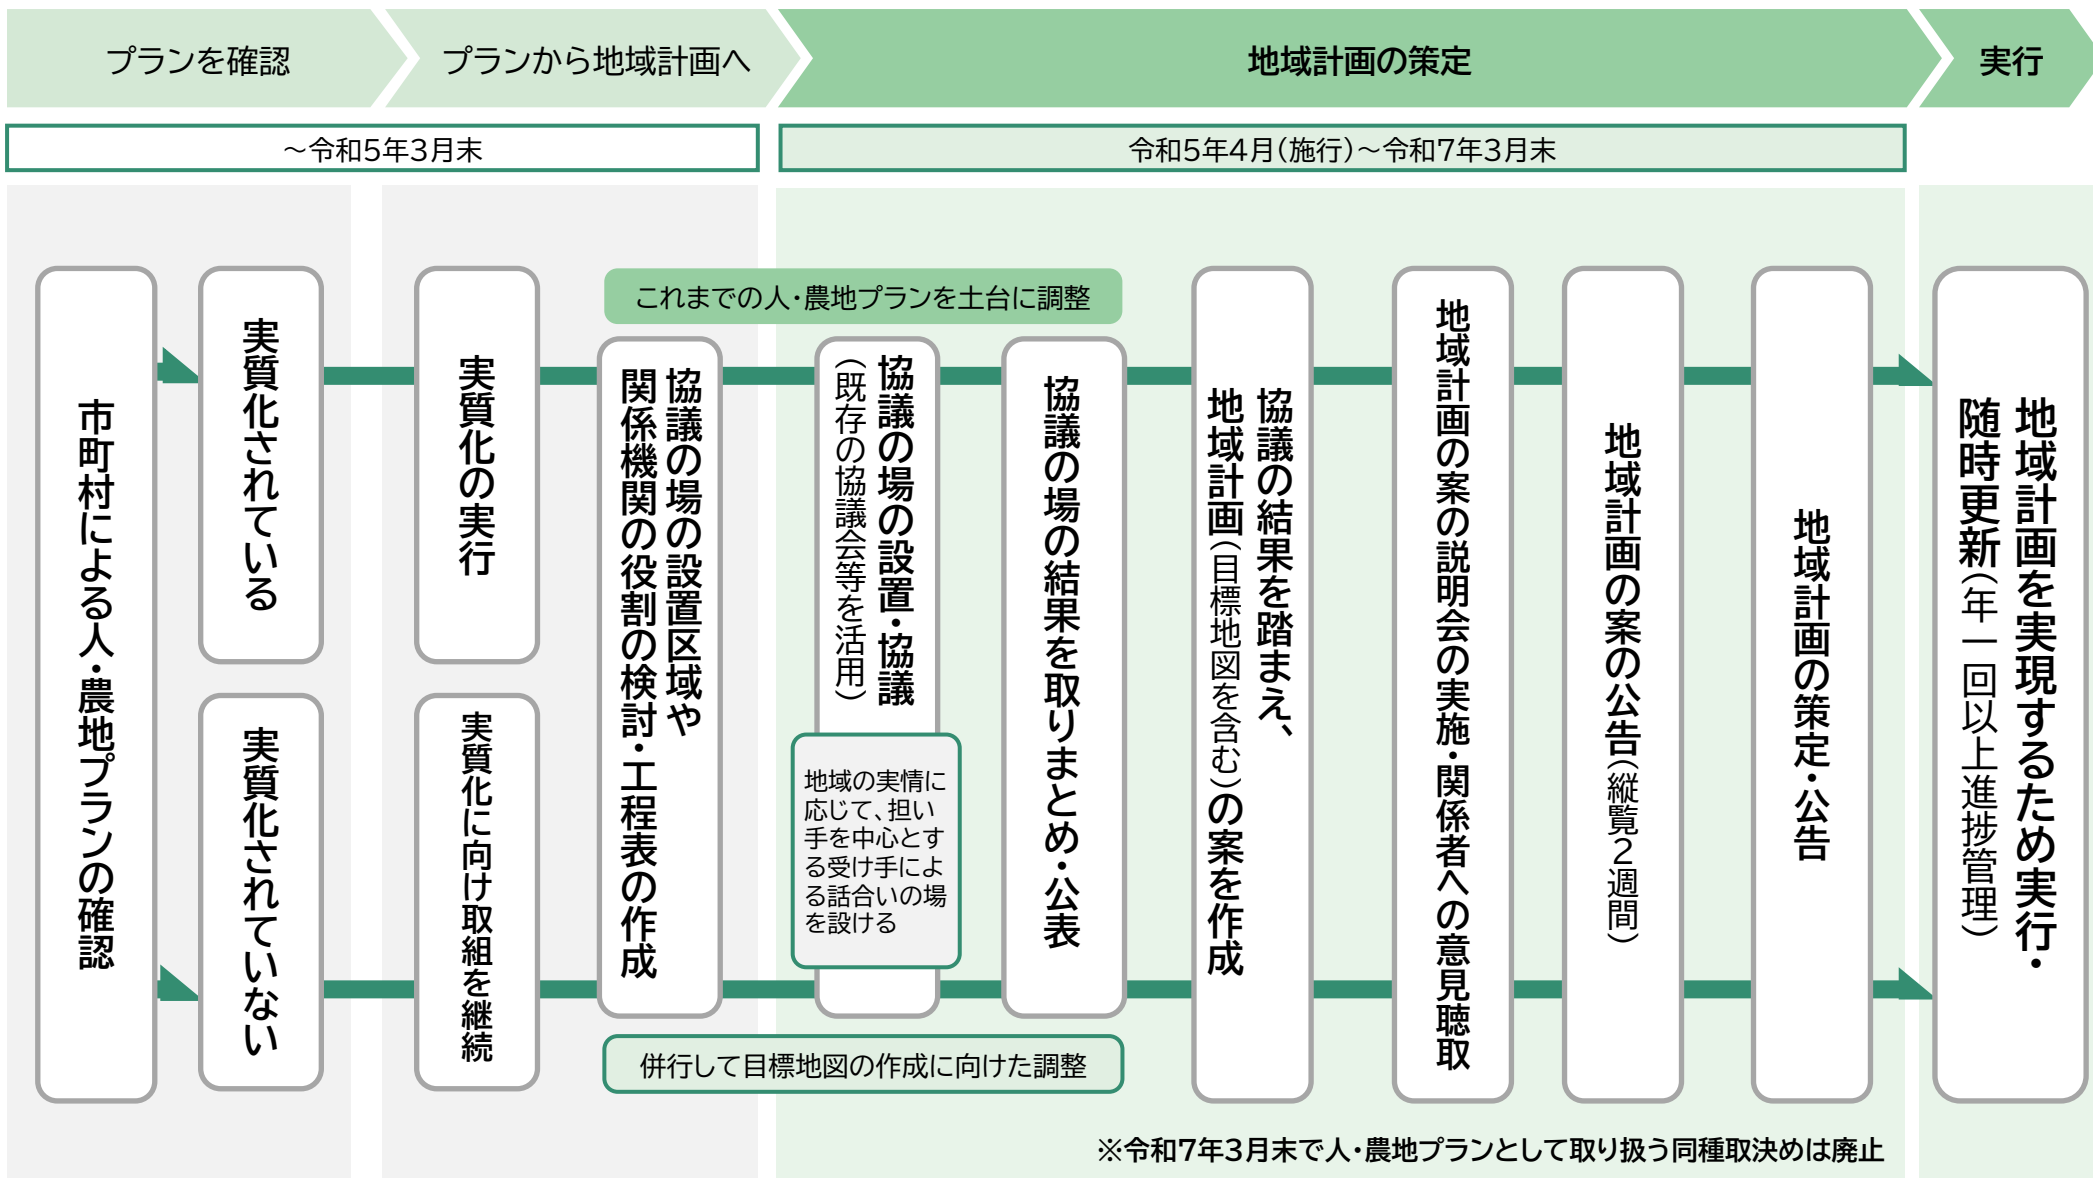 プランを確認
プランから地域計画へ
地域計画の策定
実行
～令和5年3月末
令和5年4月(施行)～令和7年3月末
市町村による人・農地プランの確認
実質化されている
実質化されていない
実質化の実行
実質化に向け取組を継続
これまでの人・農地プランを土台に調整
協議の場の設置区域や
関係機関の役割の検討・工程表の作成
協議の場の設置・協議
(既存の協議会等を活用)
地域の実情に
応じて、担い
手を中心とす
る受け手によ
る話合いの場
を設ける
協議の場の結果を取りまとめ・公表
併行して目標地図の作成に向けた調整
協議の結果を踏まえ、
地域計画(目標地図を含む)の案を作成
地域計画の案の説明会の実施・関係者への意見聴取
地域計画の案の公告(縦覧2週間)
地域計画の策定・公告
地域計画を実現するため実行・
随時更新(年一回以上進捗管理)
※令和7年3月末で人・農地プランとして取り扱う同種取決めは廃止